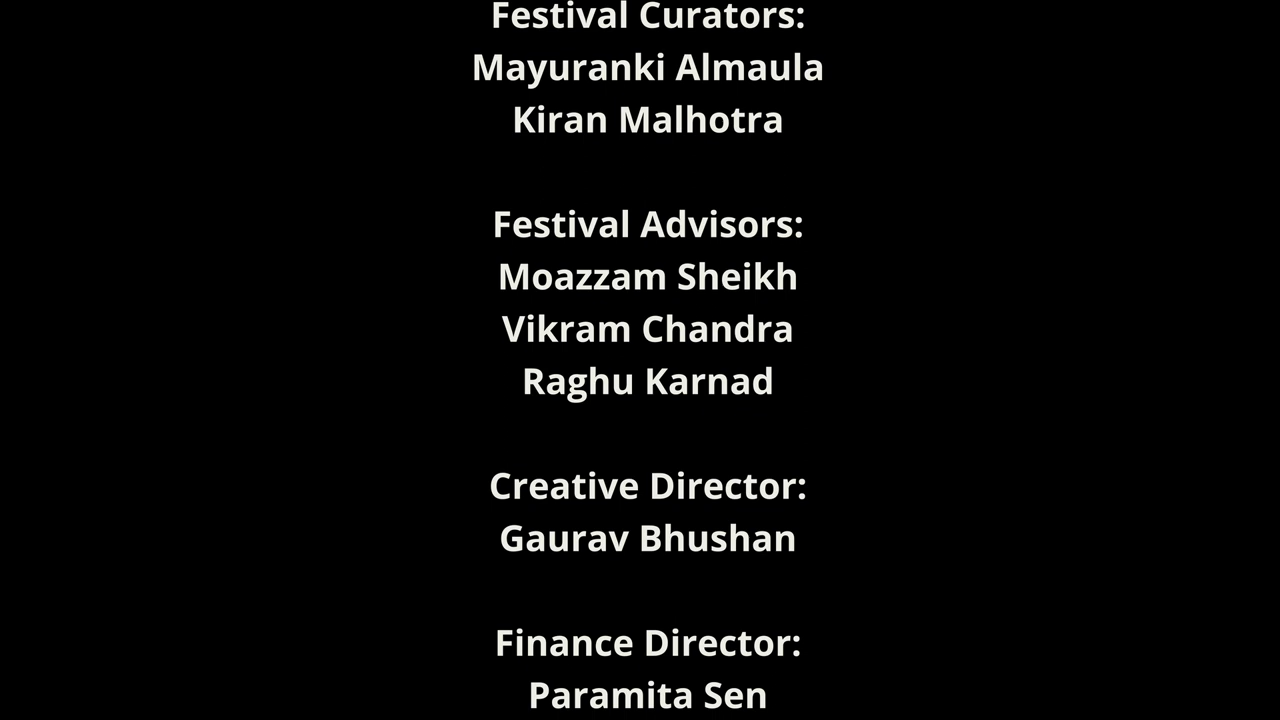 Festival Curators:
Mayuranki Almaula
Kiran Malhotra
Festival Advisors:
Moazzam Sheikh
Vikram Chandra
Raghu Karnad
Creative Director:
Gaurav Bhushan
Finance Director:
Paramita Sen